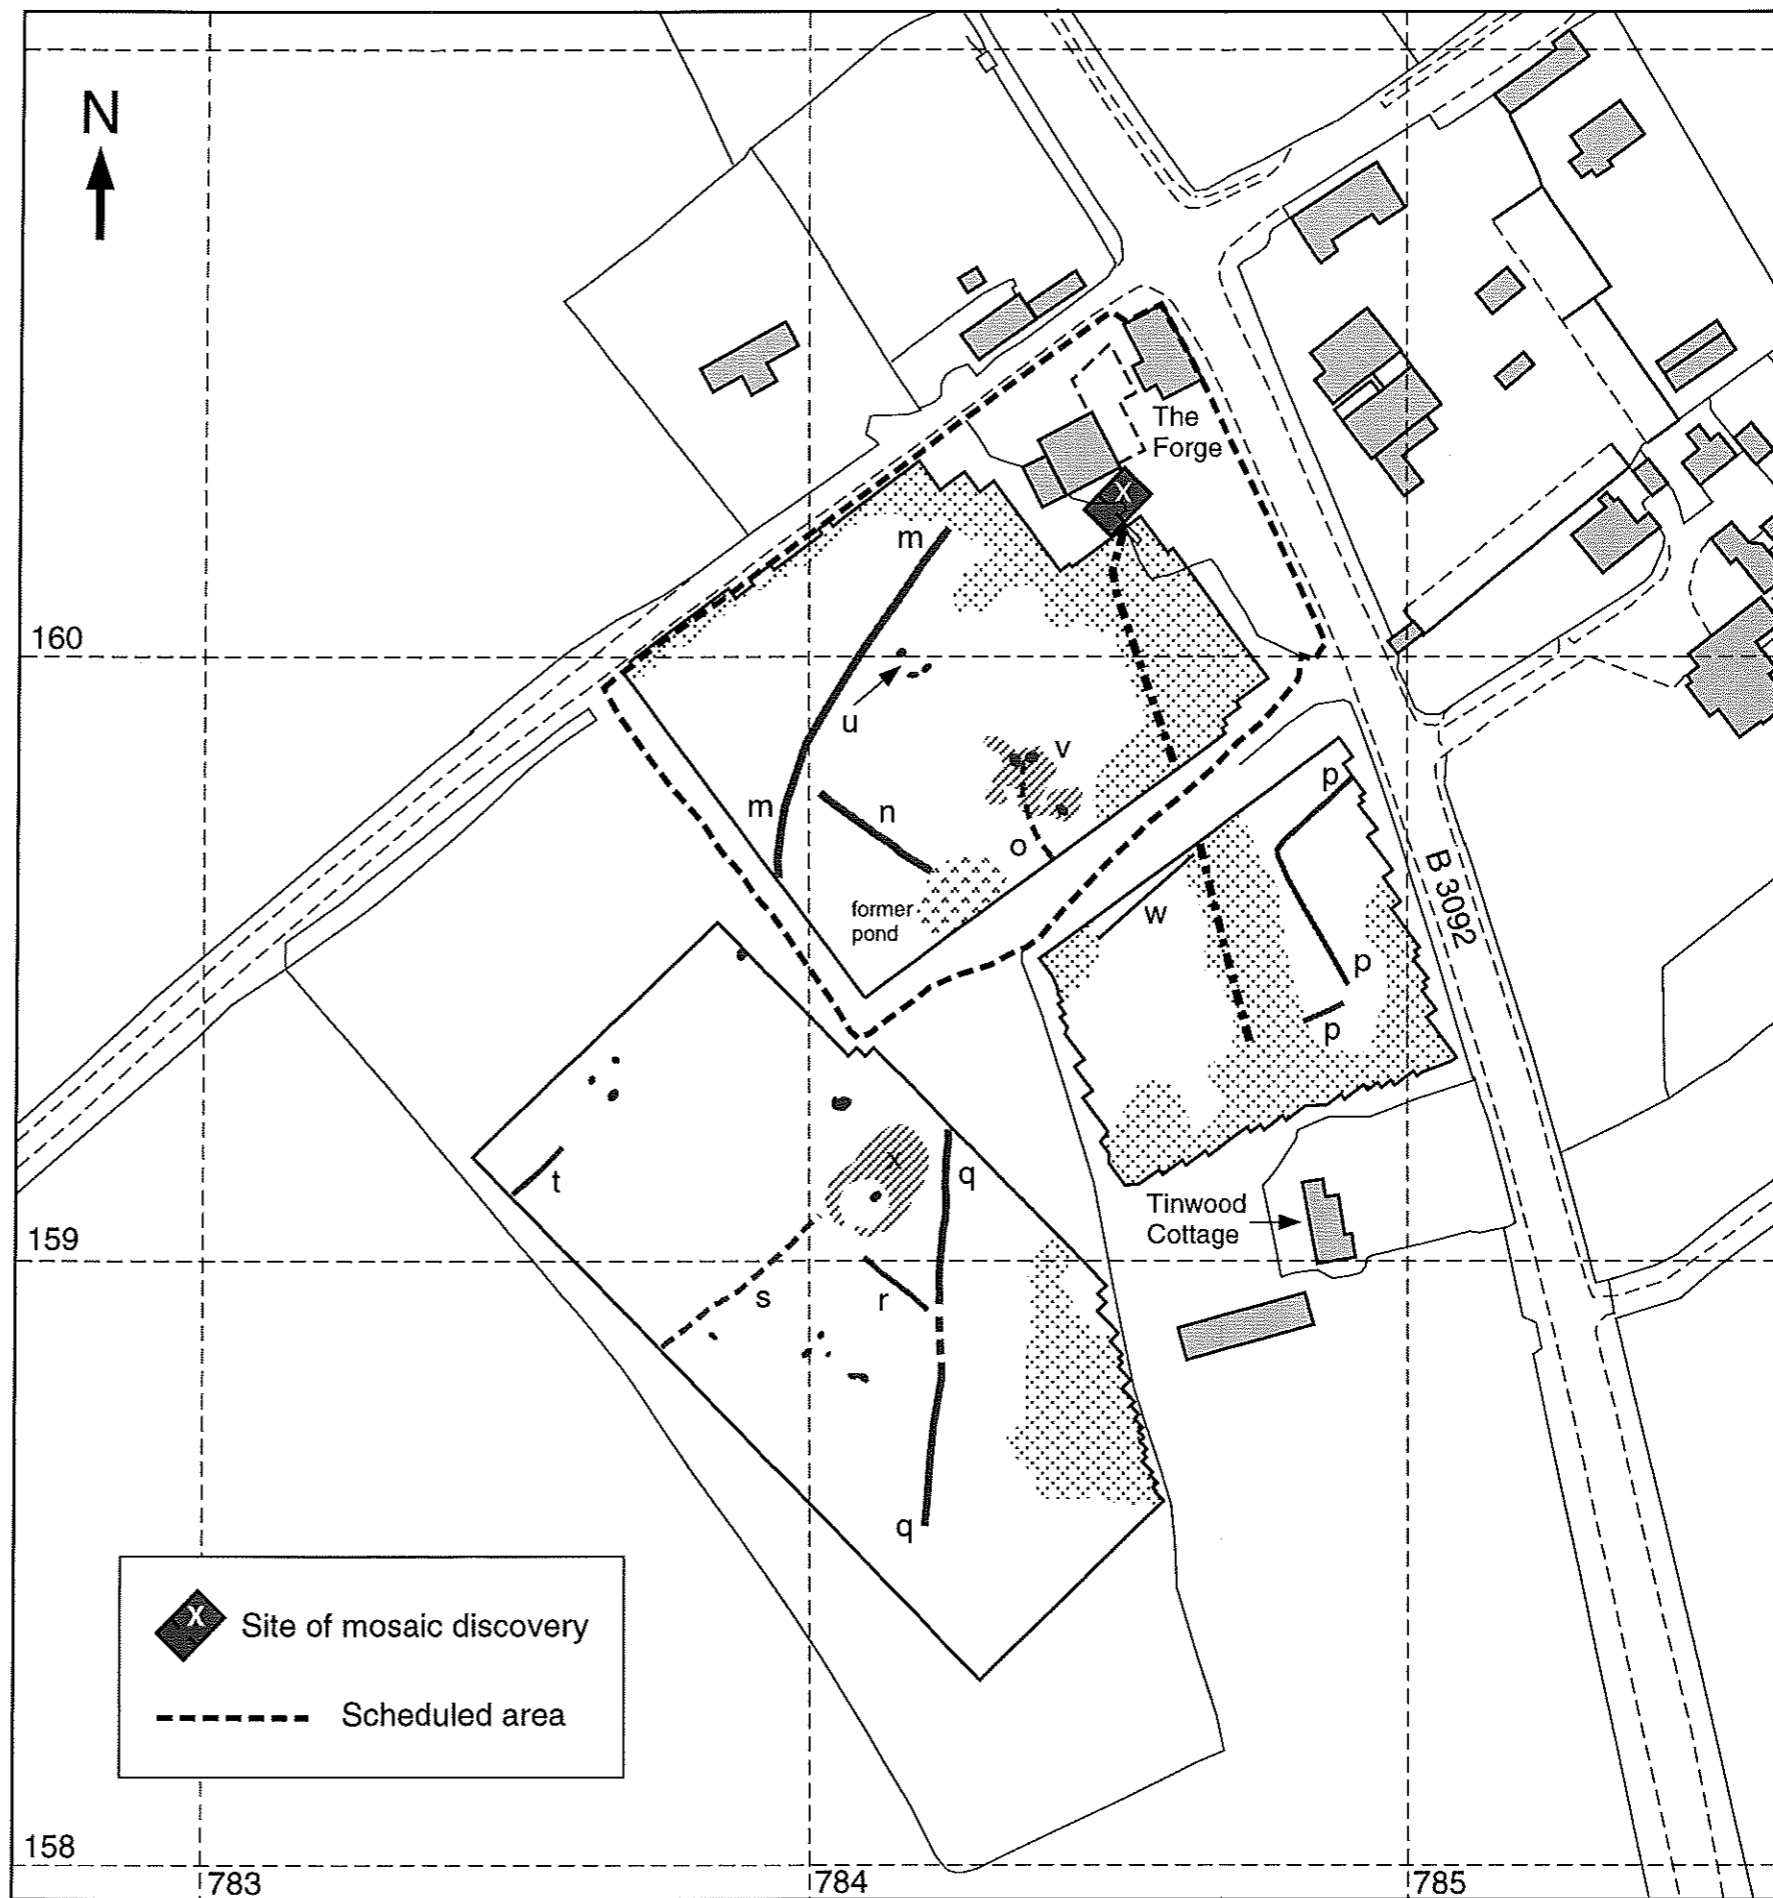 N
X
The
Forge
m
160
u
v
m
n
p
o
B 3092
former
pond
w
p
p
x
q
t
Tinwood
Cottage
159
s
r
q
X
Site of mosaic discovery
Scheduled area
158
783
784
785